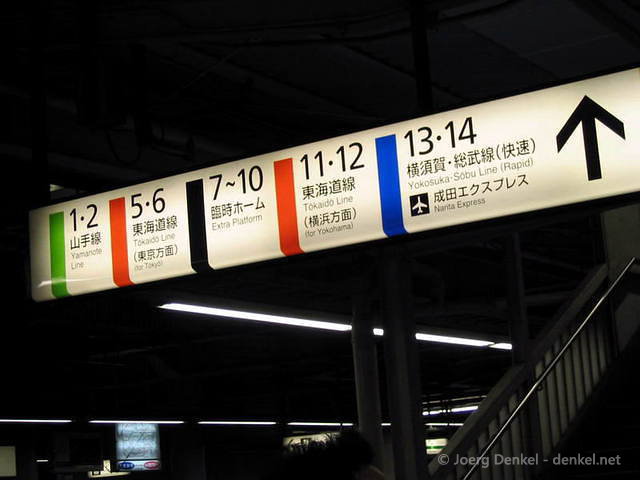 1・2
山手線
Yamanote
Line
5・6
東海道線
Tōkaidō Line
(東京方面)
(for Tōkyō)
7~10
臨時ホーム
Extra Platform
11・12
東海道線
Tōkaidō Line
(横浜方面)
(for Yokohama)
13・14
横須賀・総武線(快速)
Yokosuka-Sōbu Line (Rapid)
成田エクスプレス
Narita Express
© Joerg Denkel - denkel.net